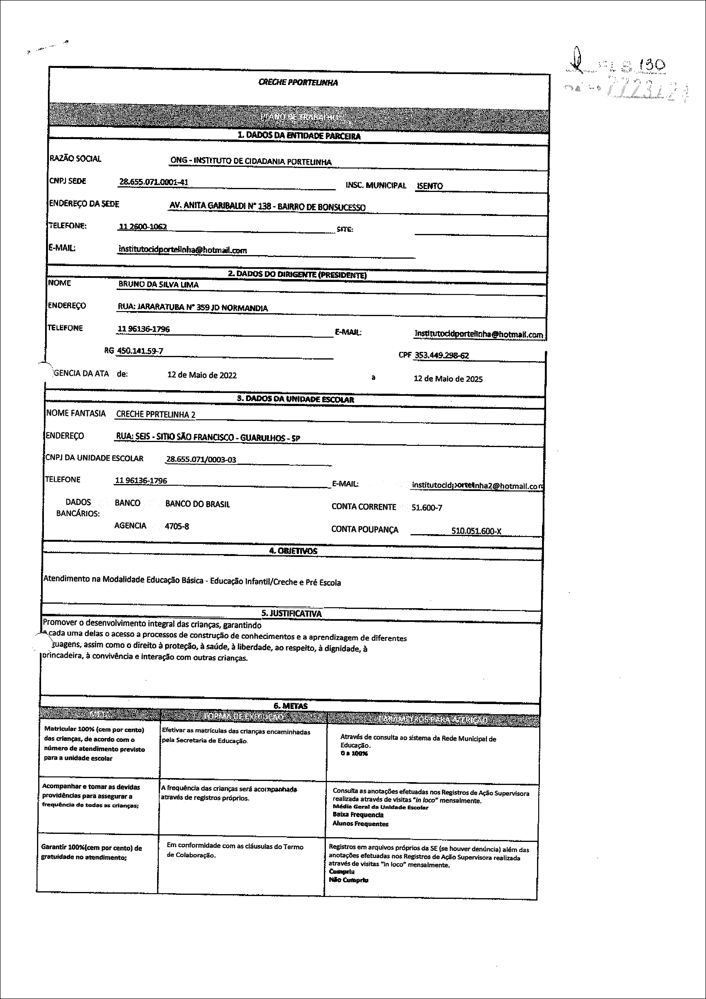 130
CRECHE PPORTELINHA
PLANO DE TRABALHO
1. DADOS DA ENTIDADE PARCEIRA
RAZÃO SOCIAL ONG - INSTITUTO DE CIDADANIA PORTELINHA
CNPJ SEDE 28.655.071.0001-41 INSC. MUNICIPAL ISENTO
ENDEREÇO DA SEDE AV. ANITA GARIBALDI N° 138 - BAIRRO DE BONSUCESSO
TELEFONE: 11 2600-1062 SITE:
E-MAIL: institutocidportelinha@hotmail.com
2. DADOS DO DIRIGENTE (PRESIDENTE)
NOME BRUNO DA SILVA LIMA
ENDEREÇO RUA: JARARATUBA N° 359 JD NORMANDIA
TELEFONE 11 96136-1796 E-MAIL: Institutocidportelinha@hotmail.com
RG 450.141.59-7 CPF 353.449.298-62
GENCIA DA ATA de: 12 de Maio de 2022 a 12 de Maio de 2025
3. DADOS DA UNIDADE ESCOLAR
NOME FANTASIA CRECHE PPRTELINHA 2
ENDEREÇO RUA: SEIS - SITIO SÃO FRANCISCO - GUARULHOS - SP
CNPJ DA UNIDADE ESCOLAR 28.655.071/0003-03
TELEFONE 11 96136-1796 E-MAIL: institutocidportelinha2@hotmail.com
DADOS BANCÁRIOS: BANCO BANCO DO BRASIL CONTA CORRENTE 51.600-7
AGENCIA 4705-8 CONTA POUPANÇA 510.051.600-X
4. OBJETIVOS
Atendimento na Modalidade Educação Básica - Educação Infantil/Creche e Pré Escola
5. JUSTIFICATIVA
Promover o desenvolvimento integral das crianças, garantindo
a cada uma delas o acesso a processos de construção de conhecimentos e a aprendizagem de diferentes
guagens, assim como o direito à proteção, à saúde, à liberdade, ao respeito, à dignidade, à
brincadeira, à convivência e interação com outras crianças.
6. METAS
META FORMA DE EXECUÇÃO PARAMETROS PARA AFERIÇÃO
Matricular 100% (cem por cento)
das crianças, de acordo com o
número de atendimento previsto
para a unidade escolar
Efetivar as matrículas das crianças encaminhadas
pela Secretaria de Educação.
Através de consulta ao sistema da Rede Municipal de
Educação.
0 a 100%
Acompanhar e tomar as devidas
providências para assegurar a
frequência de todas as crianças;
A frequência das crianças será acompanhada
através de registros próprios.
Consulta as anotações efetuadas nos Registros de Ação Supervisora
realizada através de visitas "in loco" mensalmente.
Média Geral da Unidade Escolar
Baixa Frequencia
Alunos Frequentes
Garantir 100%(cem por cento) de
gratuidade no atendimento;
Em conformidade com as cláusulas do Termo
de Colaboração.
Registros em arquivos próprios da SE (se houver denúncia) além das
anotações efetuadas nos Registros de Ação Supervisora realizada
através de visitas "in loco" mensalmente.
Cumpriu
Não Cumpriu